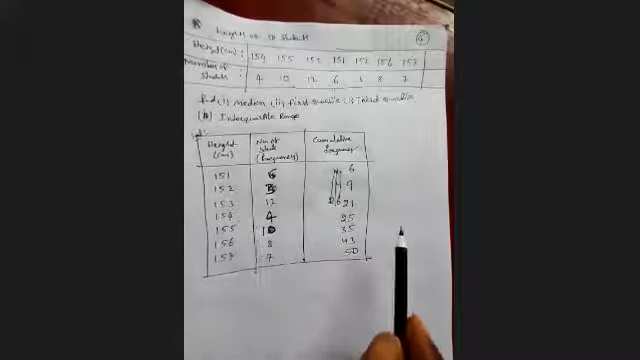 Heights of 50 Students
4
Height(cm): 154 155 153 151 152 156 157
Number of Students: 4 10 12 6 3 8 7
find (i) Median (ii) first quartile (iii) Third quartile
(iv) Interquartile Range
Sol:
Height (cm) No. of Stude (frequency) Cumulative frequency
151 6 6
152 3 9
153 12 21
154 4 25
155 10 35
156 8 43
157 7 50